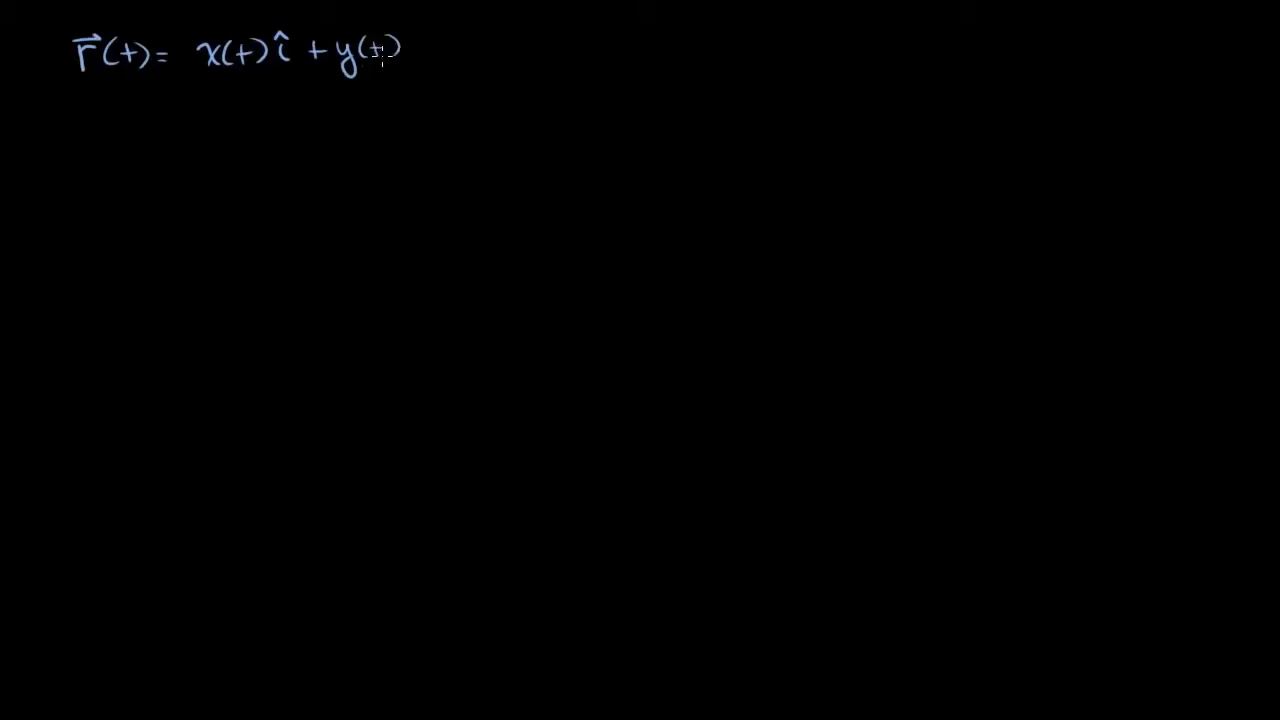 r⃗(t) = x(t)î + y(t)